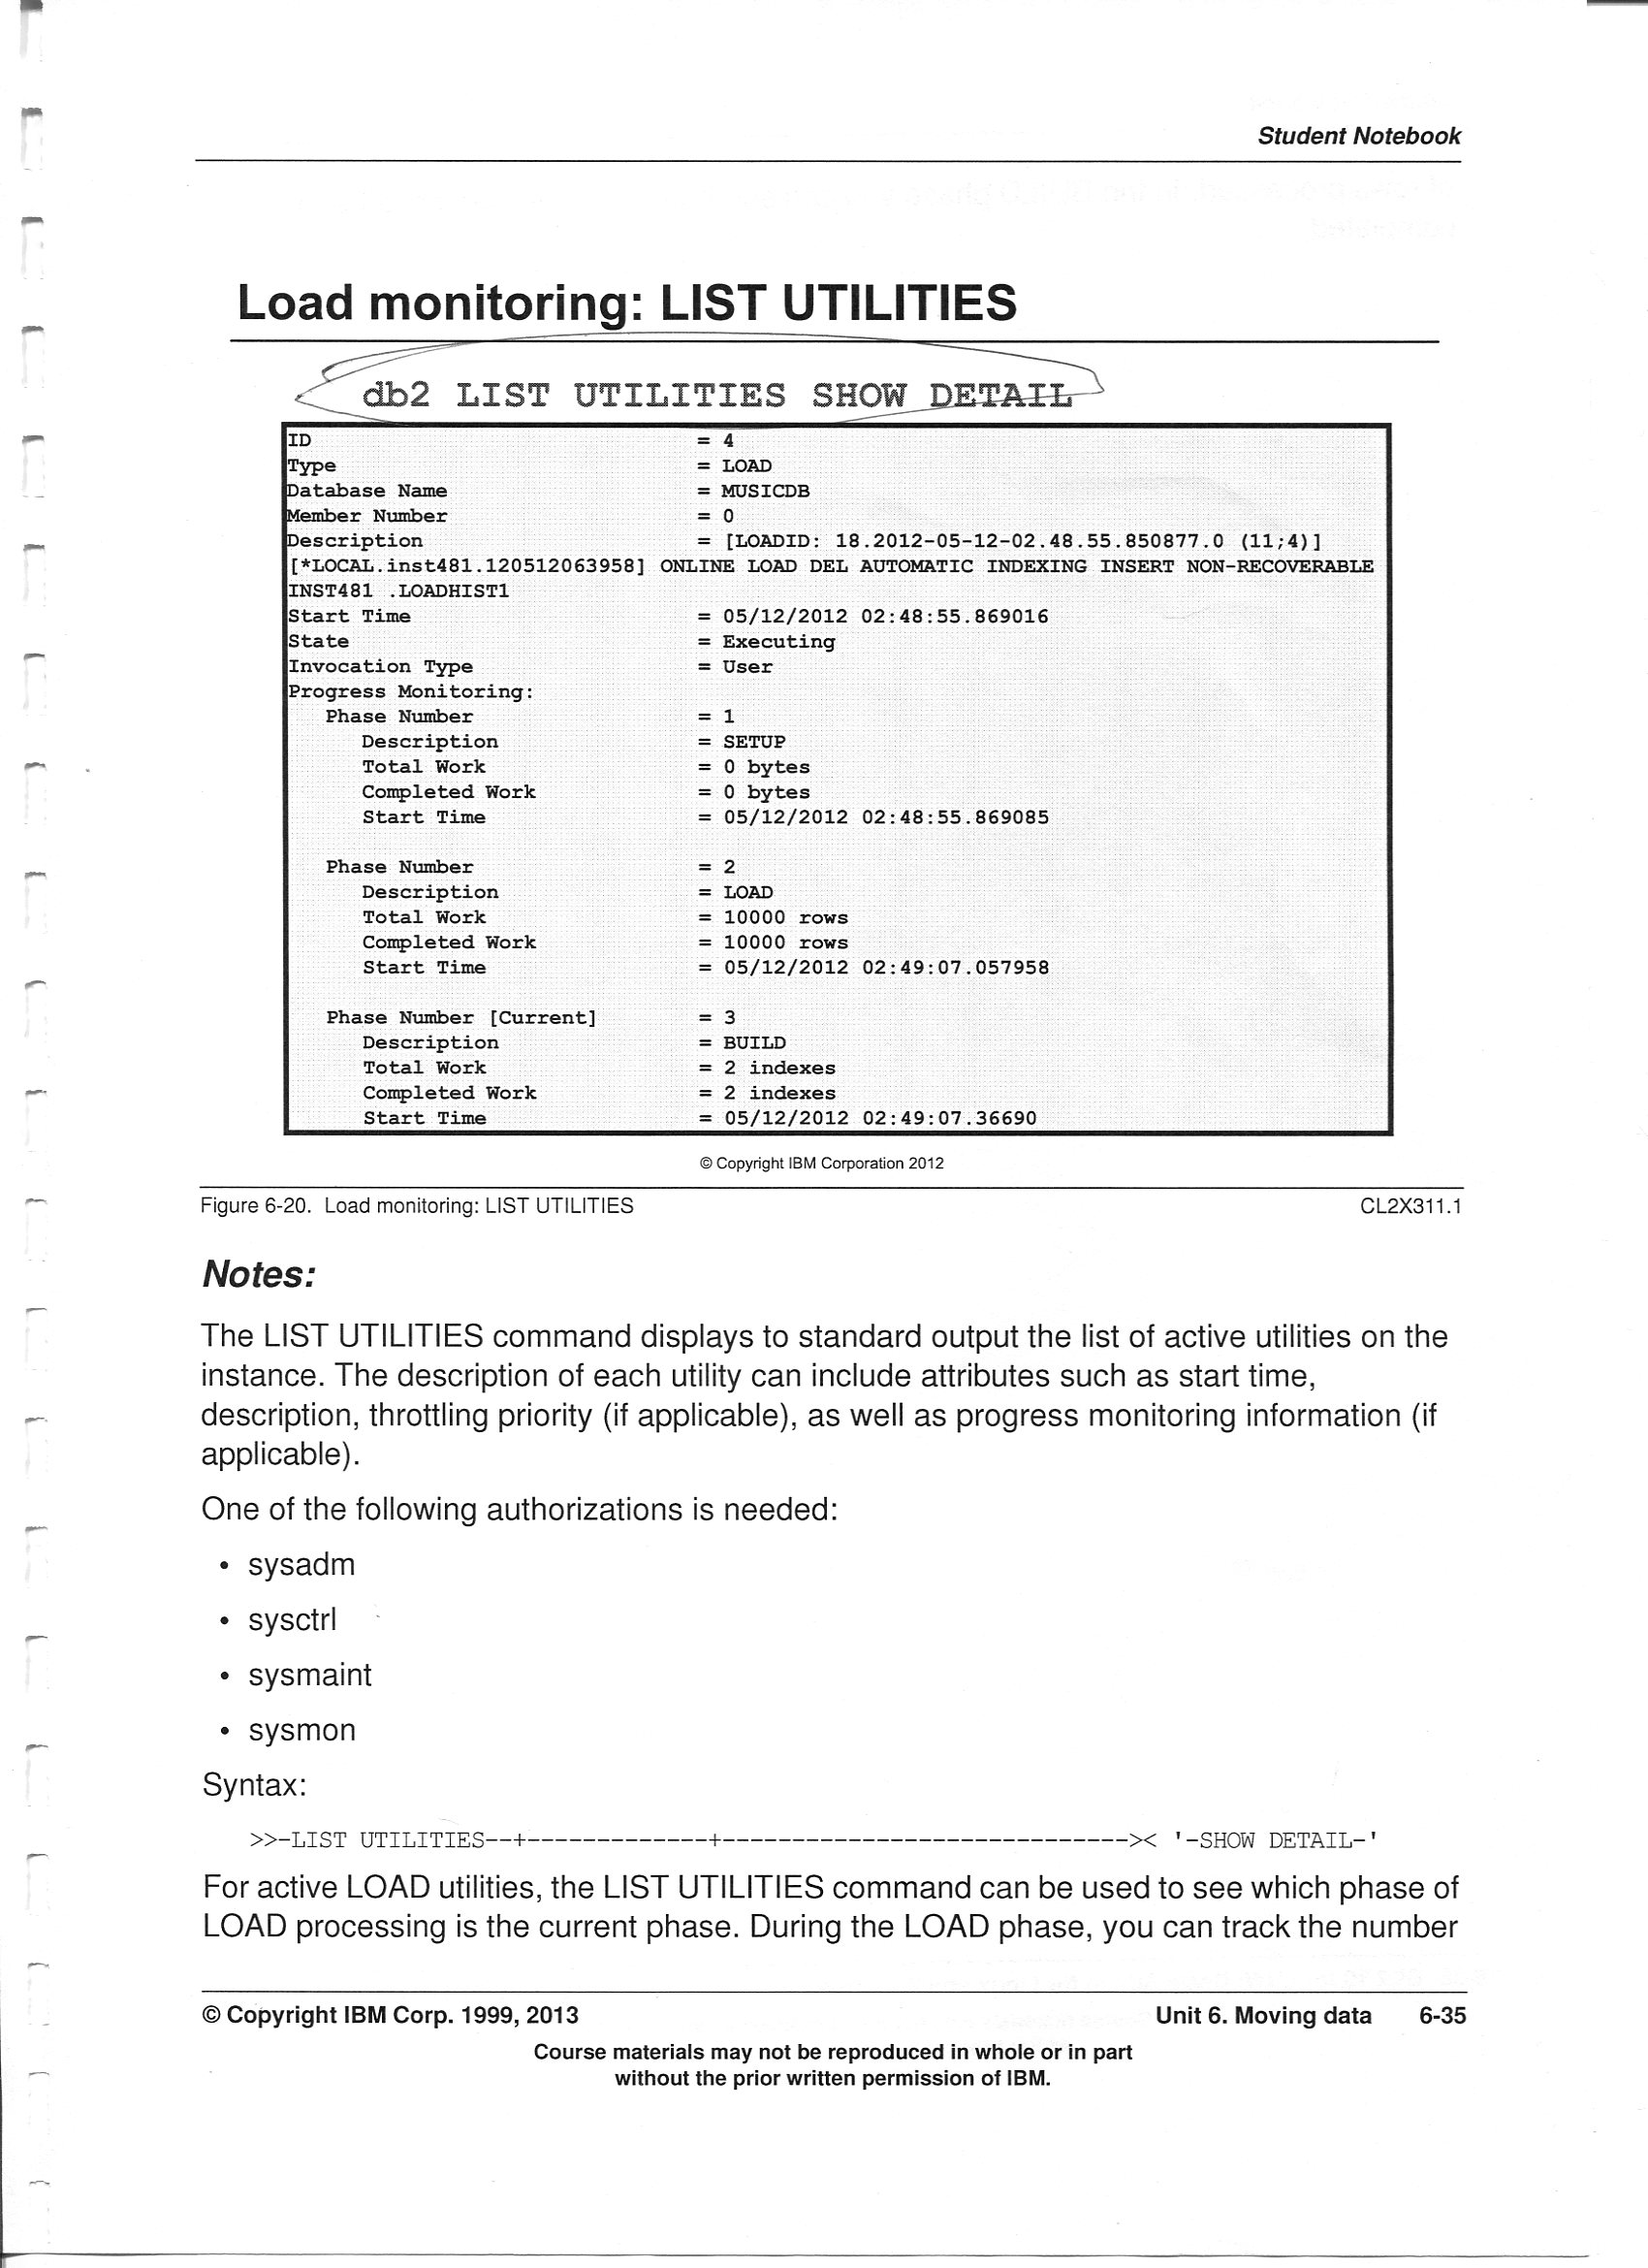 Student Notebook
Load monitoring: LIST UTILITIES
db2 LIST UTILITIES SHOW DETAIL
ID = 4
Type = LOAD
Database Name = MUSICDB
Member Number = 0
Description = [LOADID: 18.2012-05-12-02.48.55.850877.0 (11;4)]
[*LOCAL.inst481.120512063958] ONLINE LOAD DEL AUTOMATIC INDEXING INSERT NON-RECOVERABLE
INST481 .LOADHIST1
Start Time = 05/12/2012 02:48:55.869016
State = Executing
Invocation Type = User
Progress Monitoring:
Phase Number = 1
Description = SETUP
Total Work = 0 bytes
Completed Work = 0 bytes
Start Time = 05/12/2012 02:48:55.869085
Phase Number = 2
Description = LOAD
Total Work = 10000 rows
Completed Work = 10000 rows
Start Time = 05/12/2012 02:49:07.057958
Phase Number [Current] = 3
Description = BUILD
Total Work = 2 indexes
Completed Work = 2 indexes
Start Time = 05/12/2012 02:49:07.36690
© Copyright IBM Corporation 2012
Figure 6-20. Load monitoring: LIST UTILITIES CL2X311.1
Notes:
The LIST UTILITIES command displays to standard output the list of active utilities on the
instance. The description of each utility can include attributes such as start time,
description, throttling priority (if applicable), as well as progress monitoring information (if
applicable).
One of the following authorizations is needed:
• sysadm
• sysctrl
• sysmaint
• sysmon
Syntax:
>>-LIST UTILITIES--+-------------+-----------------------------><  '-SHOW DETAIL-'
For active LOAD utilities, the LIST UTILITIES command can be used to see which phase of
LOAD processing is the current phase. During the LOAD phase, you can track the number
© Copyright IBM Corp. 1999, 2013 Unit 6. Moving data 6-35
Course materials may not be reproduced in whole or in part
without the prior written permission of IBM.